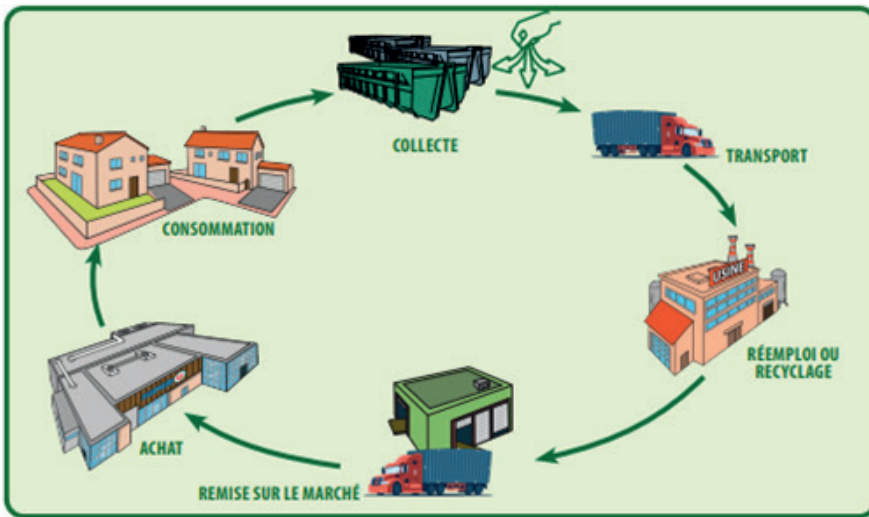 COLLECTE
TRANSPORT
CONSOMMATION
USINE
RÉEMPLOI OU
RECYCLAGE
ACHAT
REMISE SUR LE MARCHÉ